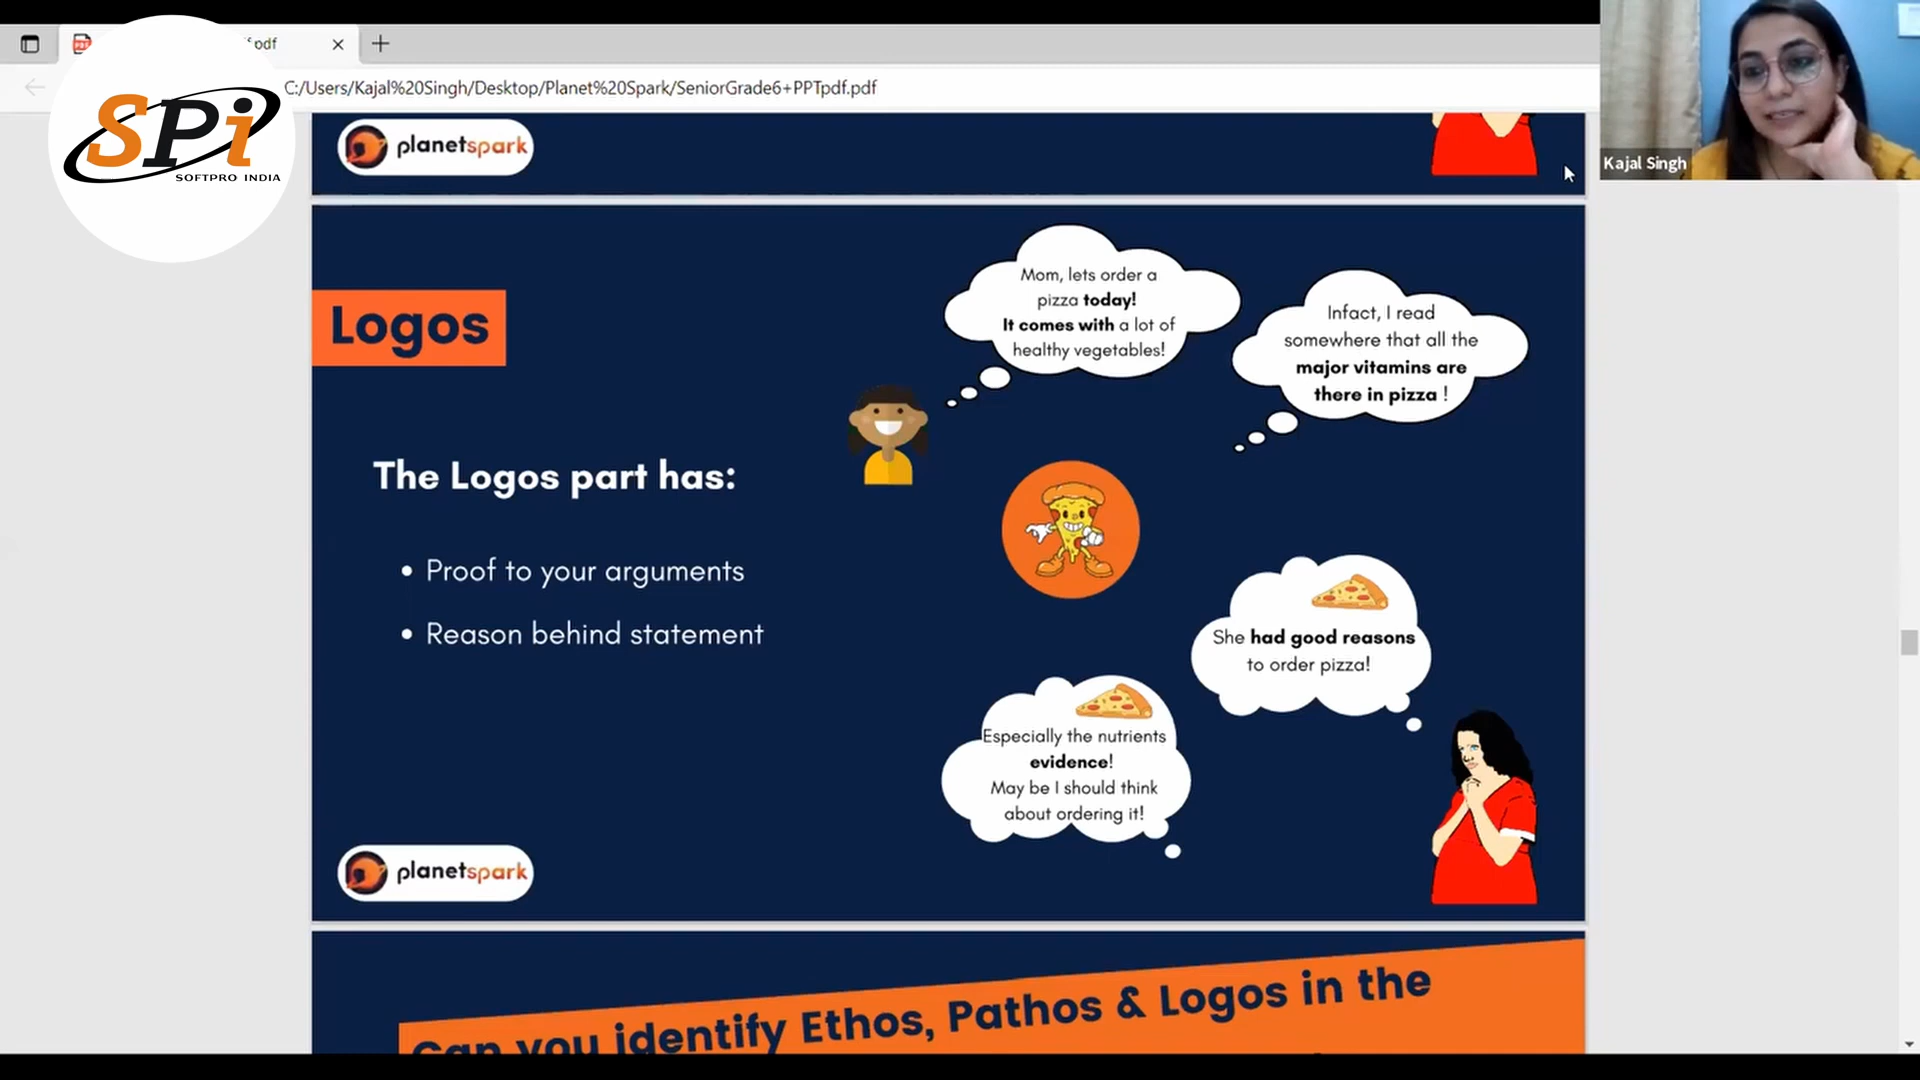 pdf
C:/Users/Kajal%20Singh/Desktop/Planet%20Spark/SeniorGrade6+PPTpdf.pdf
SPi
SOFTPRO INDIA
Kajal Singh
planetspark
Logos
The Logos part has:
• Proof to your arguments
• Reason behind statement
Mom, lets order a
pizza today!
It comes with a lot of
healthy vegetables!
Infact, I read
somewhere that all the
major vitamins are
there in pizza !
She had good reasons
to order pizza!
Especially the nutrients
evidence!
May be I should think
about ordering it!
planetspark
Can you identify Ethos, Pathos & Logos in the